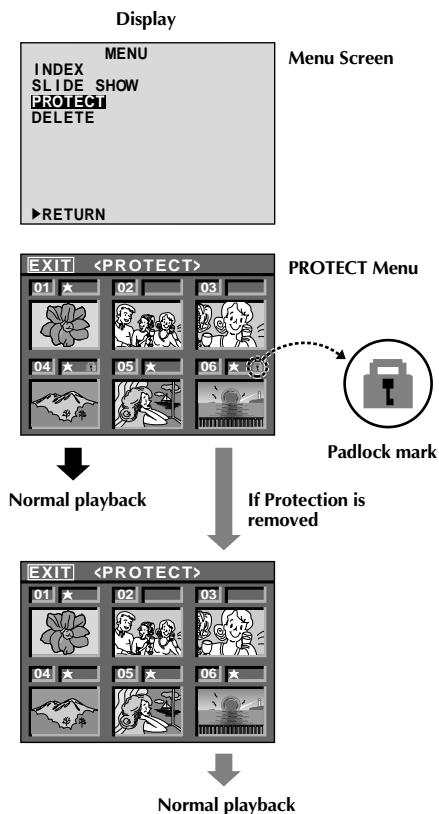 Display
MENU
INDEX
SLIDE SHOW
PROTECT
DELETE
▶RETURN
Menu Screen
EXIT <PROTECT>
01 ★ 02 03
04 ★ 05 ★ 06 ★
PROTECT Menu
Padlock mark
Normal playback
If Protection is
removed
EXIT <PROTECT>
01 ★ 02 03
04 ★ 05 ★ 06 ★
Normal playback